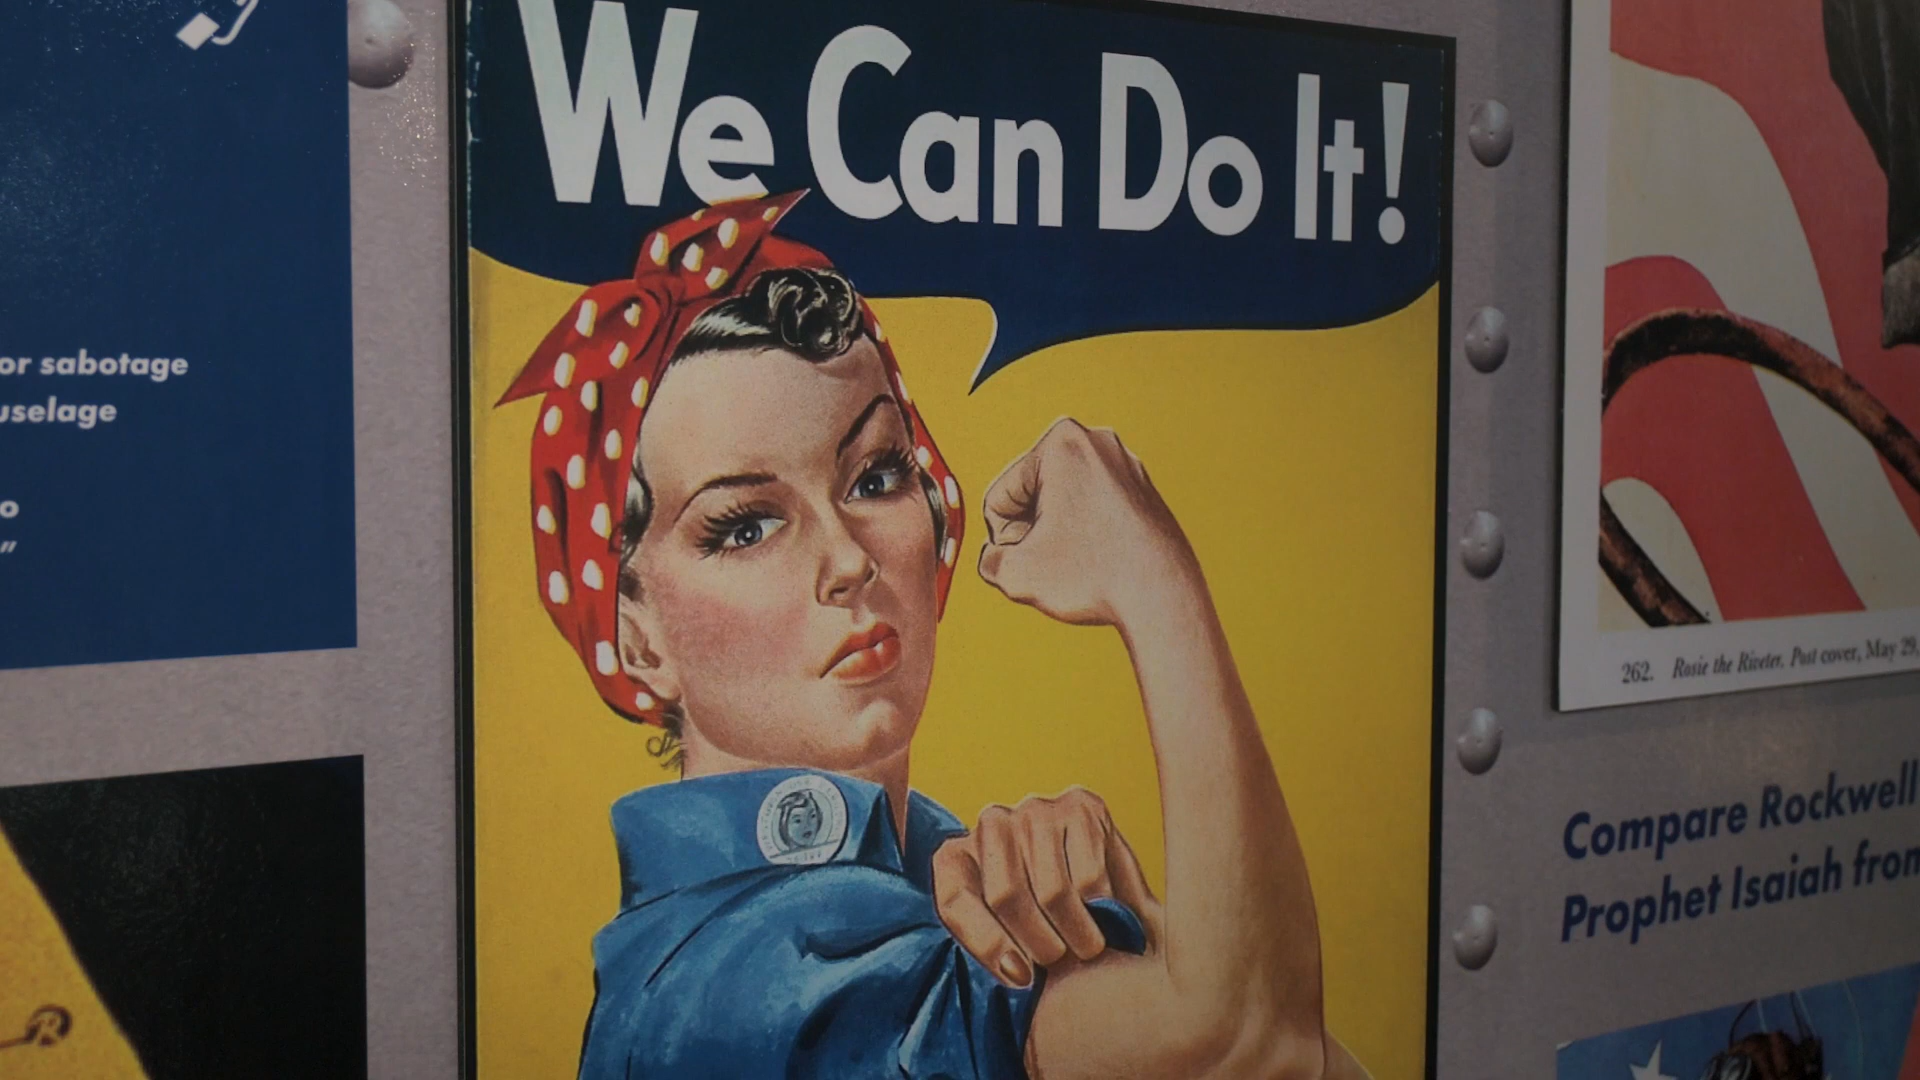 We Can Do It!
or sabotage
uselage
o
"
262. Rosie the Riveter. Post cover, May 29,
Compare Rockwell
Prophet Isaiah from